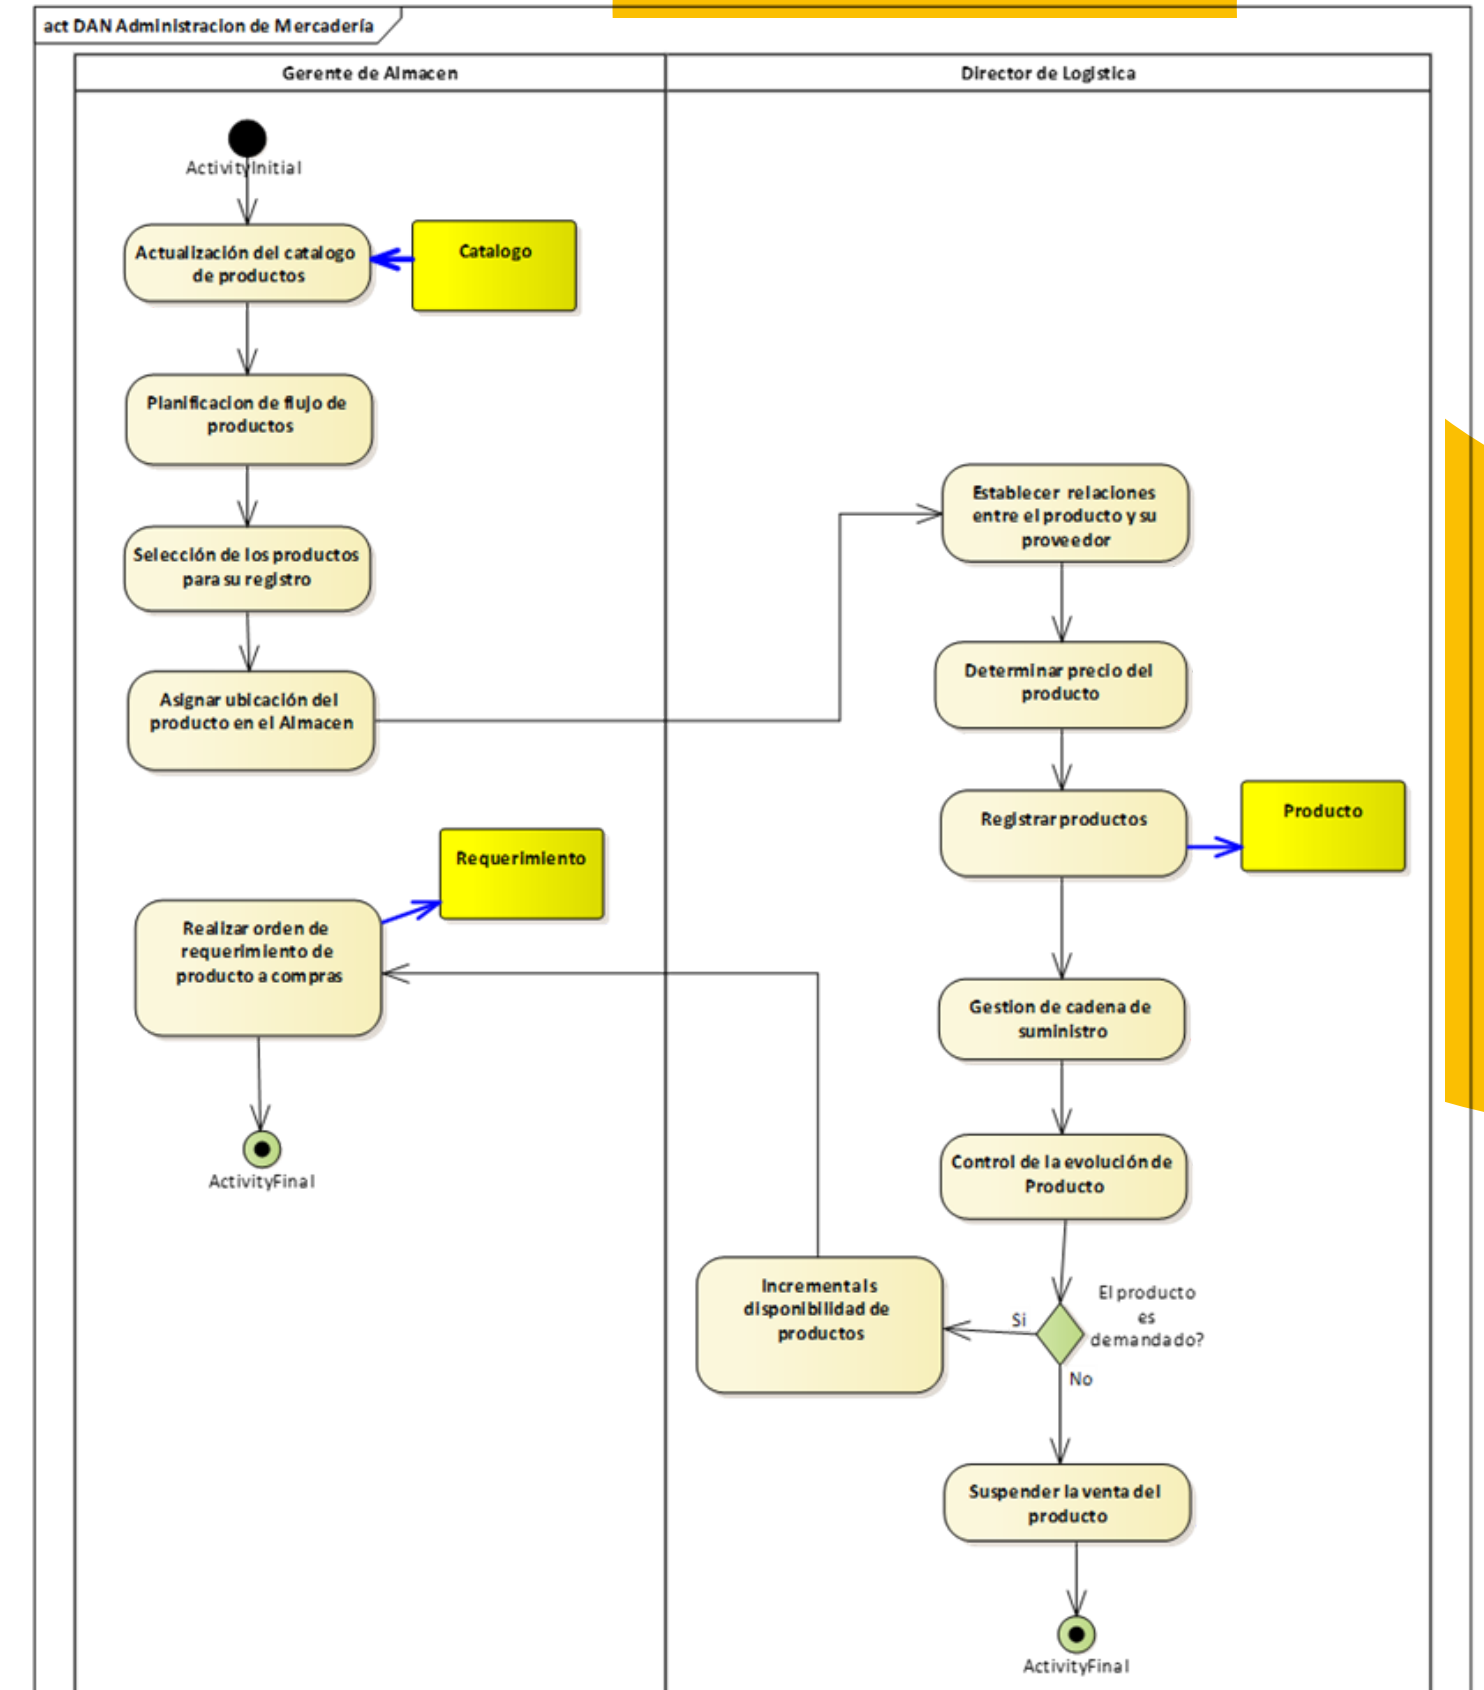 act DAN Administracion de Mercadería
Gerente de Almacen
Director de Logistica
ActivityInitial
Actualización del catalogo
de productos
Catalogo
Planificacion de flujo de
productos
Selección de los productos
para su registro
Asignar ubicación del
producto en el Almacen
Establecer relaciones
entre el producto y su
proveedor
Determinar precio del
producto
Registrar productos
Producto
Requerimiento
Realizar orden de
requerimiento de
producto a compras
ActivityFinal
Gestion de cadena de
suministro
Control de la evolución de
Producto
El producto
es
demandado?
Si
No
Incrementals
disponibilidad de
productos
Suspender la venta del
producto
ActivityFinal